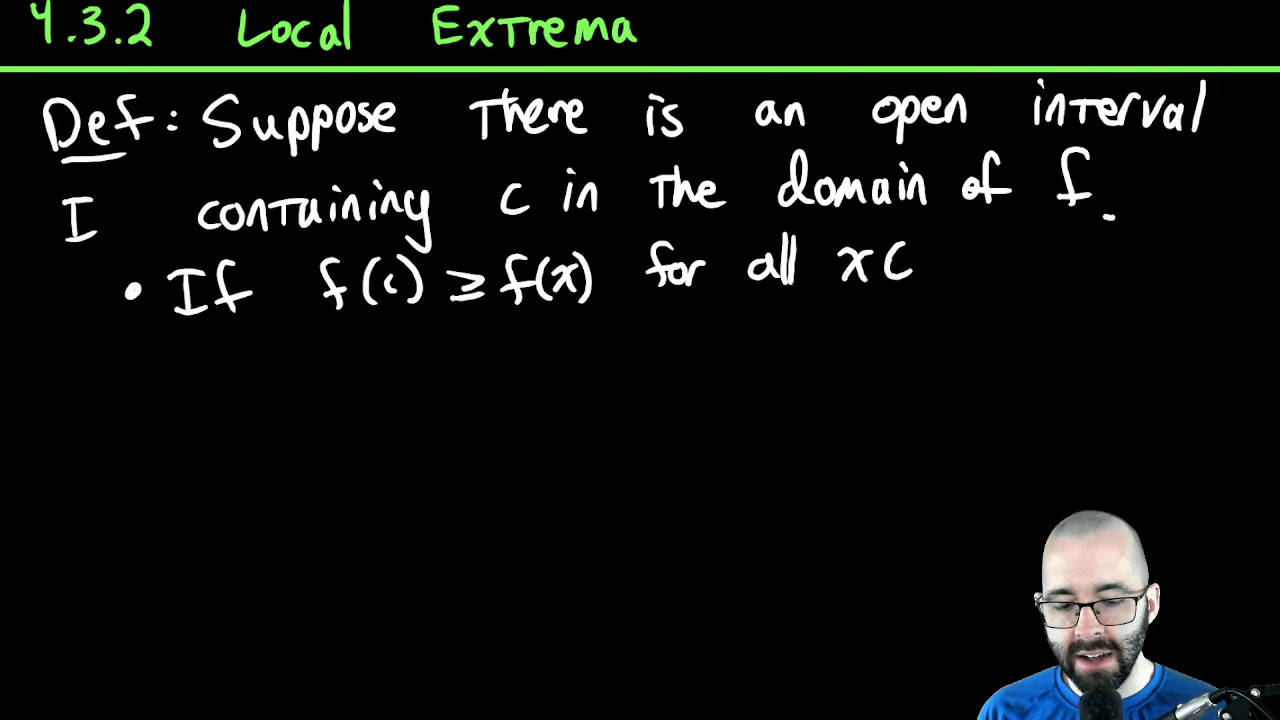 4.3.2 Local Extrema
Def: Suppose there is an open interval
I containing c in the domain of f.
• If f(c) ≥ f(x) for all x C